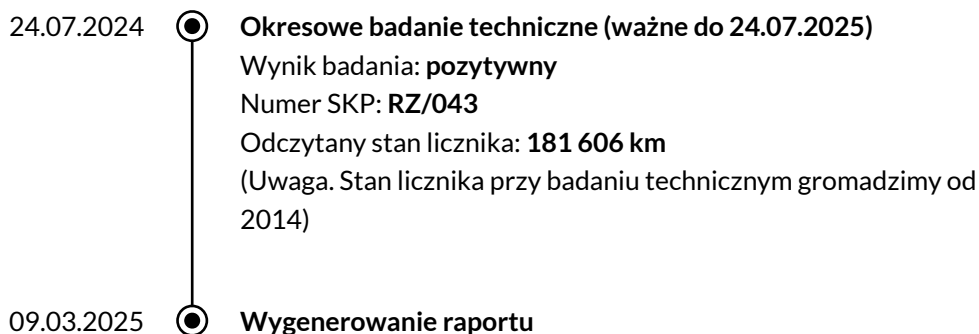 24.07.2024 Okresowe badanie techniczne (ważne do 24.07.2025)
Wynik badania: pozytywny
Numer SKP: RZ/043
Odczytany stan licznika: 181 606 km
(Uwaga. Stan licznika przy badaniu technicznym gromadzimy od
2014)
09.03.2025 Wygenerowanie raportu